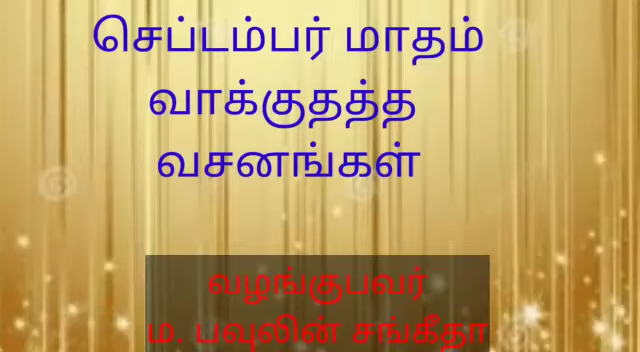 செப்டம்பர் மாதம்
வாக்குதத்த
வசனங்கள்
வழங்குபவர்
ம. பவுலின் சங்கீதா